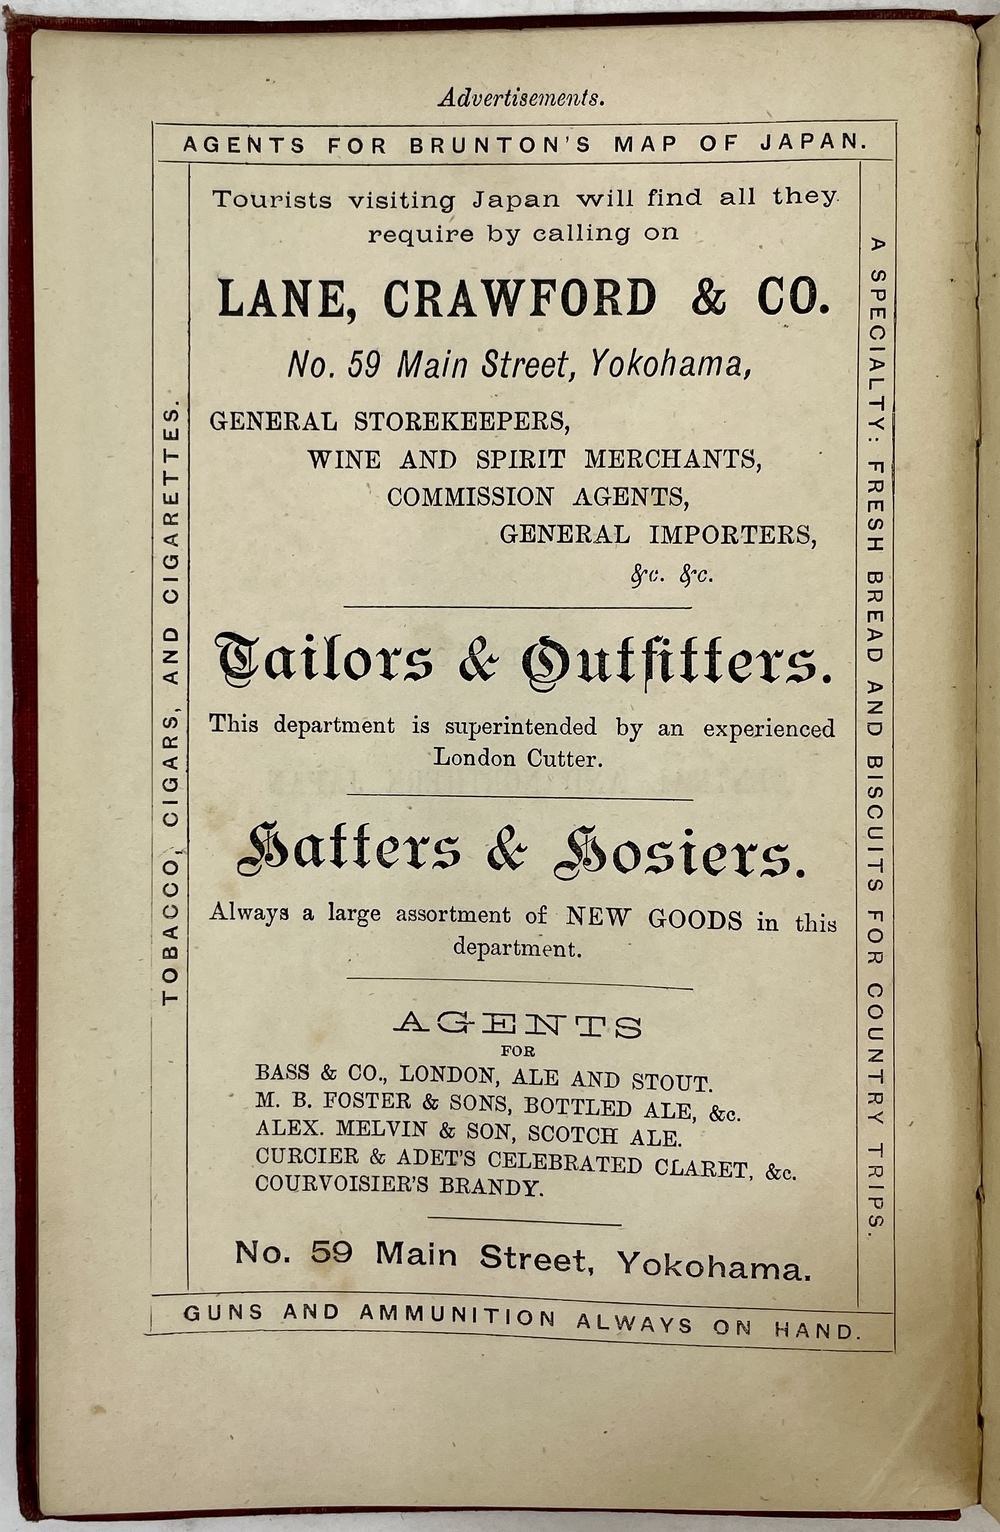 Advertisements.
AGENTS FOR BRUNTON'S MAP OF JAPAN.
Tourists visiting Japan will find all they
require by calling on
LANE, CRAWFORD & CO.
No. 59 Main Street, Yokohama,
GENERAL STOREKEEPERS,
WINE AND SPIRIT MERCHANTS,
COMMISSION AGENTS,
GENERAL IMPORTERS,
&c. &c.
Tailors & Outfitters.
This department is superintended by an experienced
London Cutter.
Hatters & Hosiers.
Always a large assortment of NEW GOODS in this
department.
AGENTS
FOR
BASS & CO., LONDON, ALE AND STOUT.
M. B. FOSTER & SONS, BOTTLED ALE, &c.
ALEX. MELVIN & SON, SCOTCH ALE.
CURCIER & ADET'S CELEBRATED CLARET, &c.
COURVOISIER'S BRANDY.
No. 59 Main Street, Yokohama.
TOBACCO, CIGARS, AND CIGARETTES.
A SPECIALTY: FRESH BREAD AND BISCUITS FOR COUNTRY TRIPS.
GUNS AND AMMUNITION ALWAYS ON HAND.